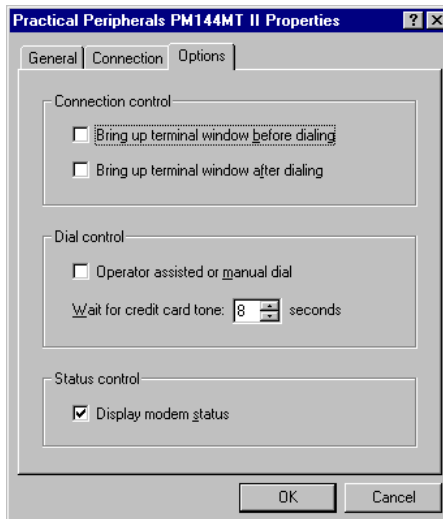 Practical Peripherals PM144MT II Properties
General Connection Options
Connection control
Bring up terminal window before dialing
Bring up terminal window after dialing
Dial control
Operator assisted or manual dial
Wait for credit card tone: 8 seconds
Status control
Display modem status
OK Cancel